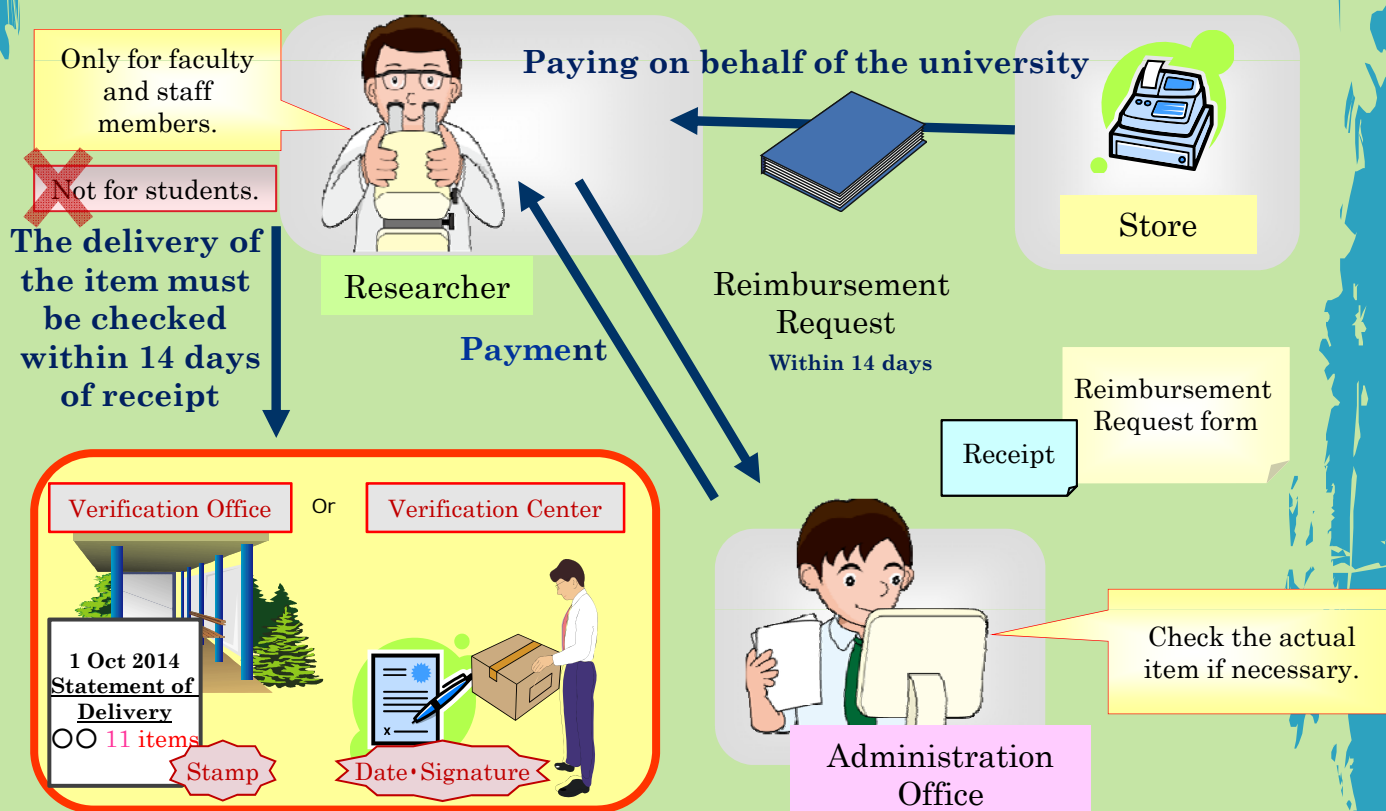 Only for faculty
and staff
members.
Not for students.
Paying on behalf of the university
Store
Researcher
The delivery of
the item must
be checked
within 14 days
of receipt
Payment
Reimbursement
Request
Within 14 days
Reimbursement
Request form
Receipt
Verification Office
Or
Verification Center
1 Oct 2014
Statement of
Delivery
○○ 11 items
Stamp
x
Date・Signature
Check the actual
item if necessary.
Administration
Office